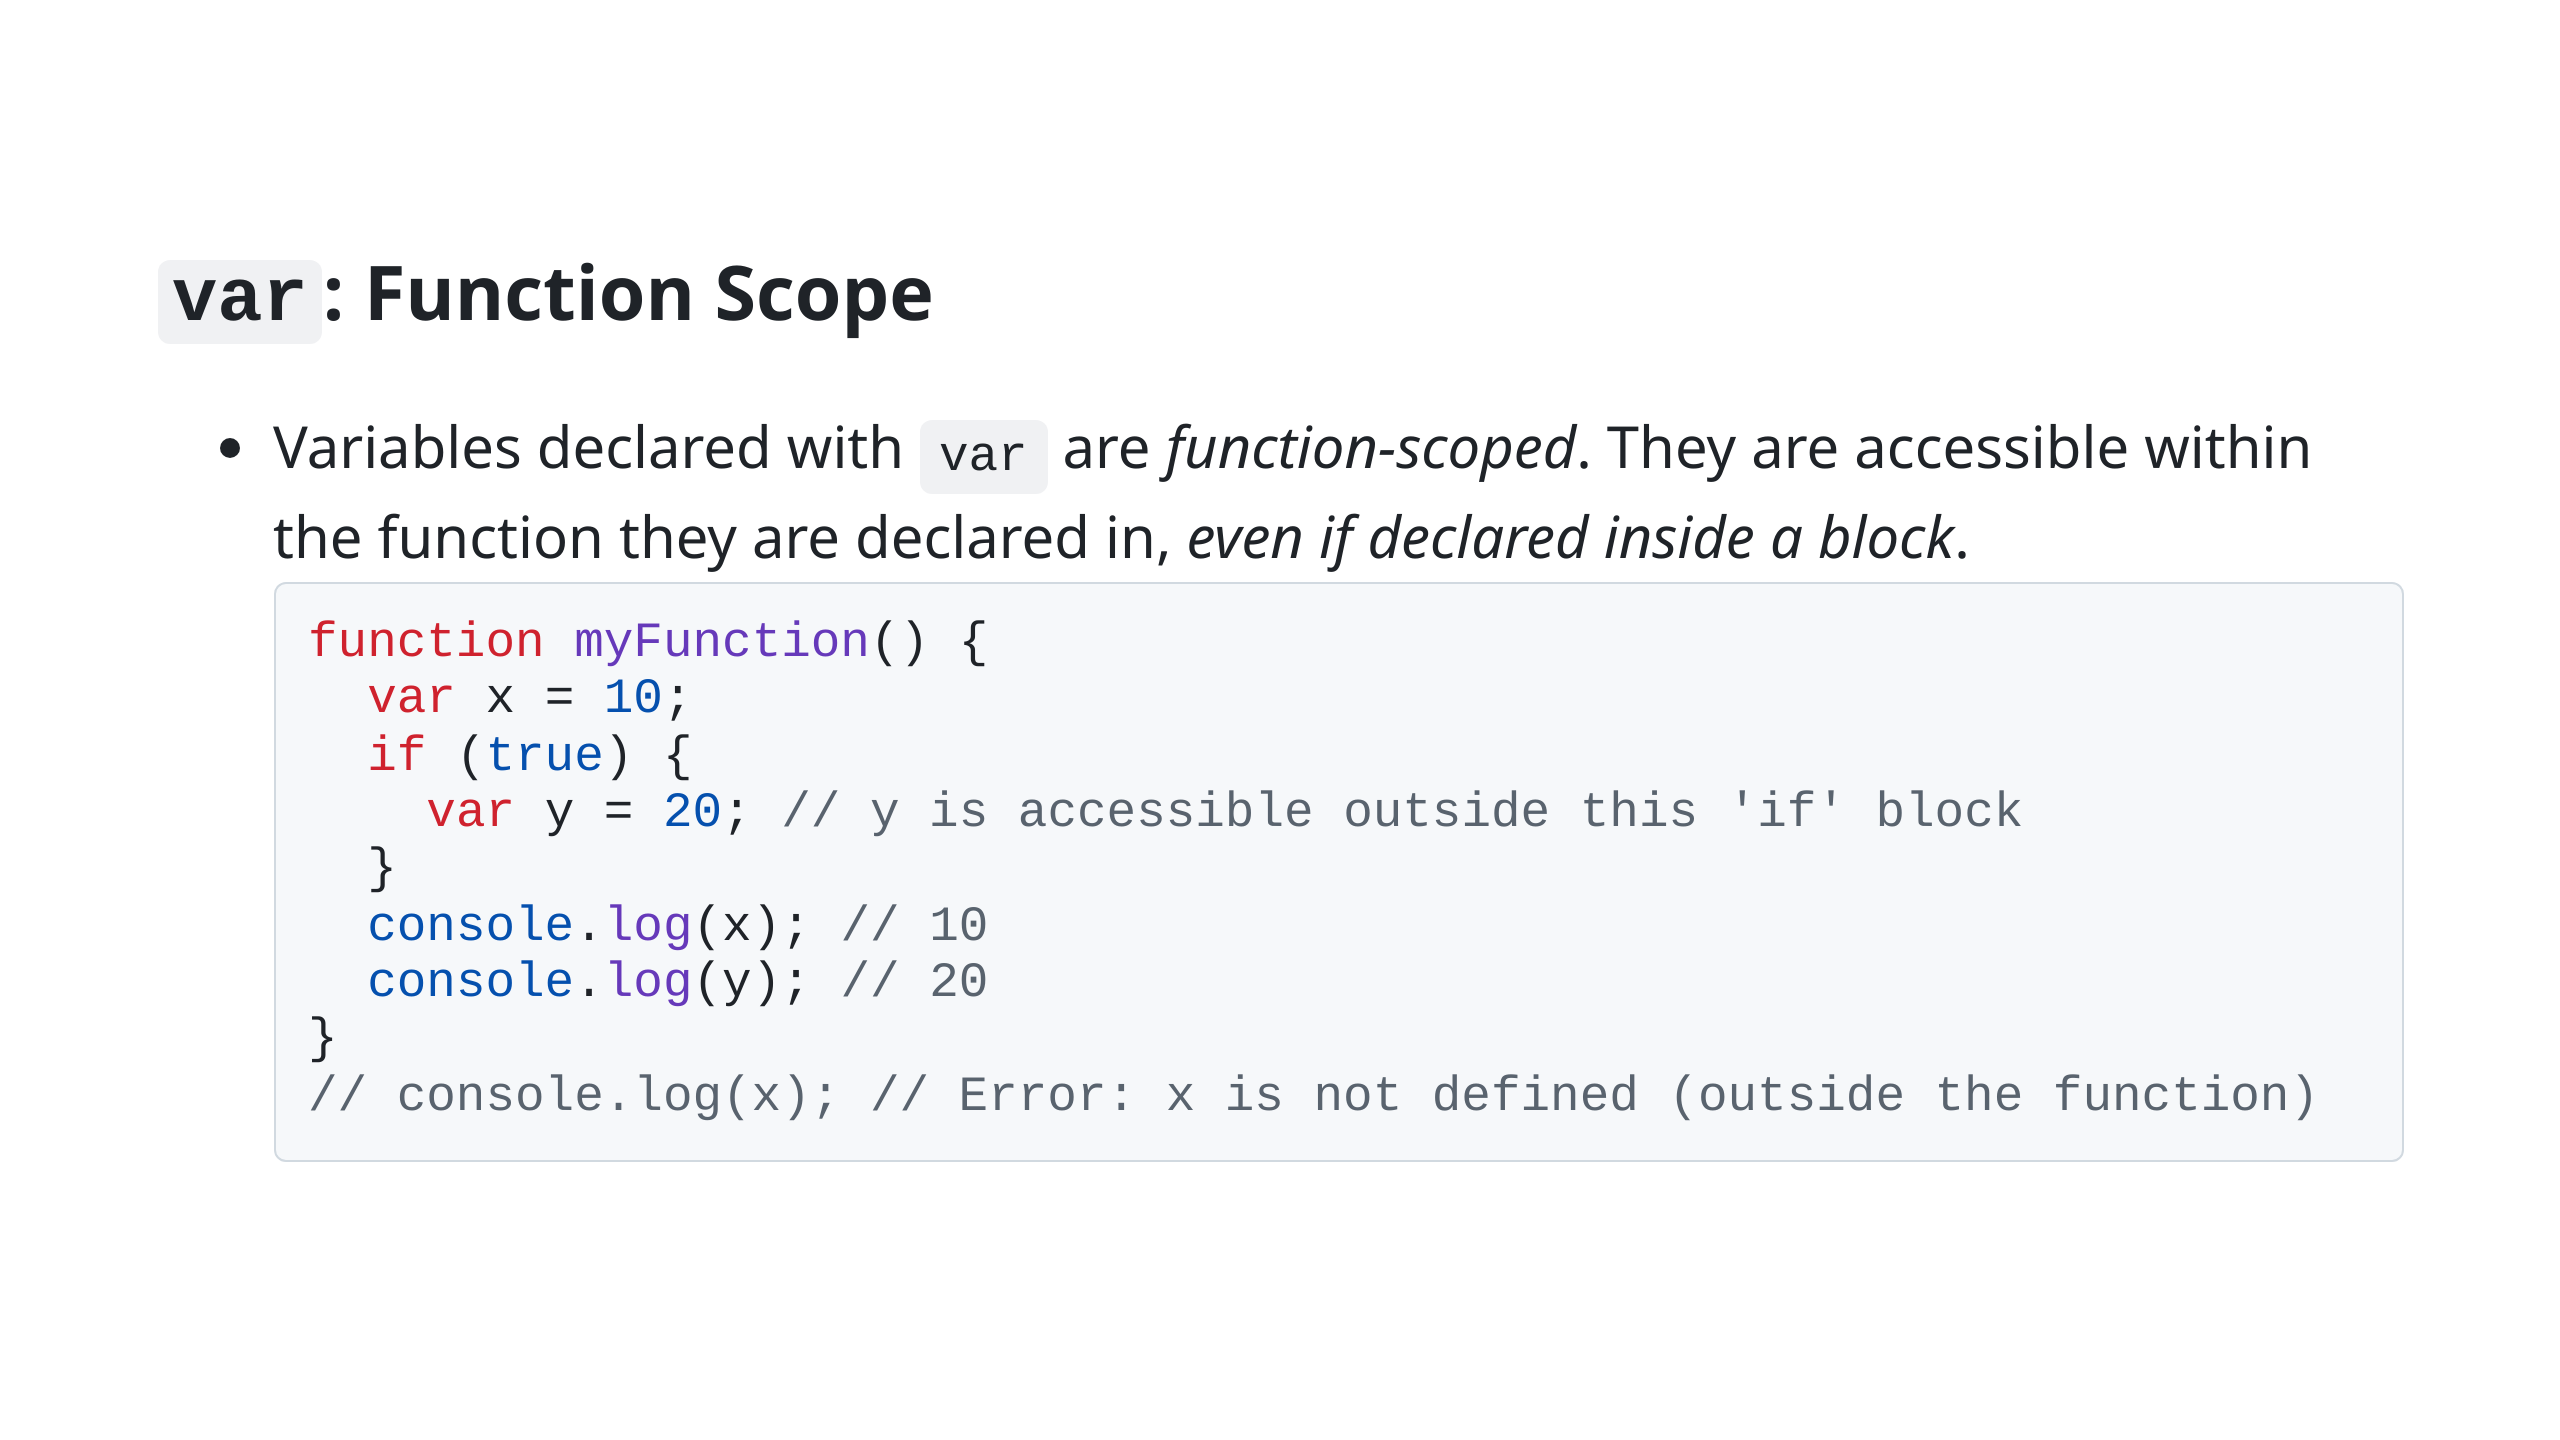 var: Function Scope
• Variables declared with var are function-scoped. They are accessible within
the function they are declared in, even if declared inside a block.
function myFunction() {
  var x = 10;
  if (true) {
    var y = 20; // y is accessible outside this 'if' block
  }
  console.log(x); // 10
  console.log(y); // 20
}
// console.log(x); // Error: x is not defined (outside the function)